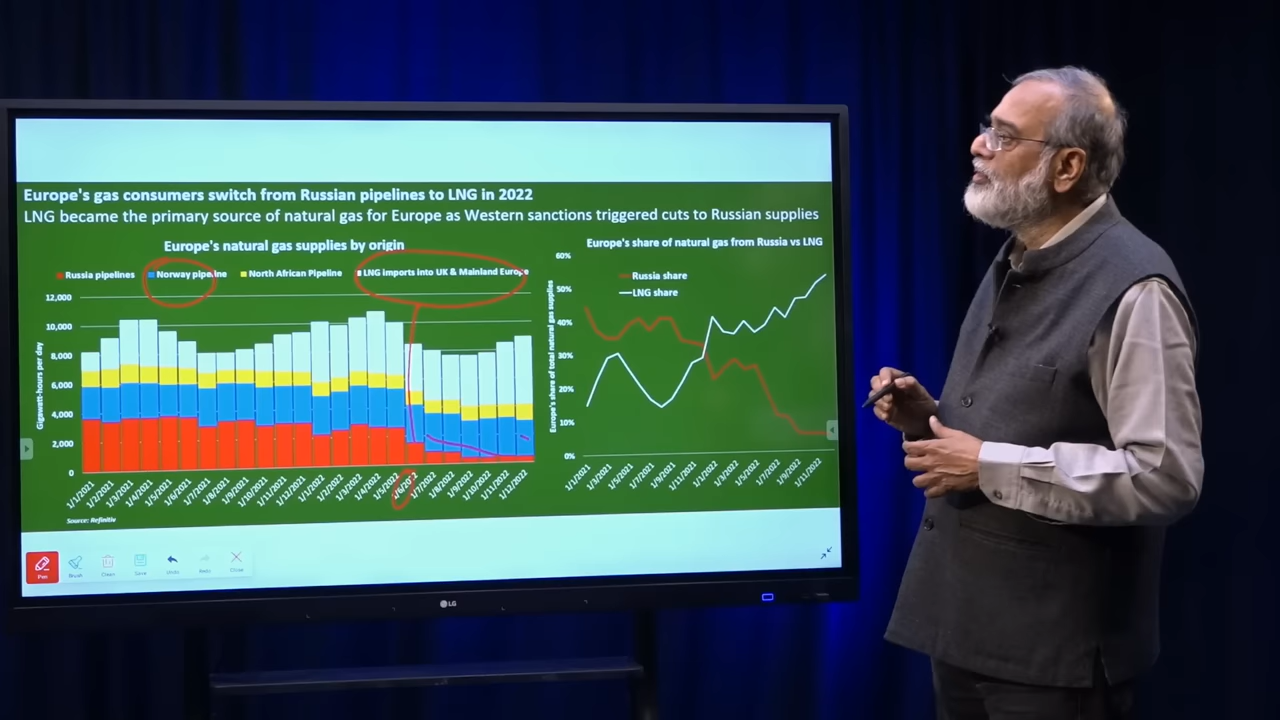 Europe's gas consumers switch from Russian pipelines to LNG in 2022
LNG became the primary source of natural gas for Europe as Western sanctions triggered cuts to Russian supplies
Europe's natural gas supplies by origin
Russia pipelines
Norway pipeline
North African Pipeline
LNG imports into UK & Mainland Europe
Gigawatt-hours per day
12,000
10,000
8,000
6,000
4,000
2,000
0
1/1/2021
1/2/2021
1/3/2021
1/4/2021
1/5/2021
1/6/2021
1/7/2021
1/8/2021
1/9/2021
1/10/2021
1/11/2021
1/12/2021
1/1/2022
1/2/2022
1/3/2022
1/4/2022
1/5/2022
1/6/2022
1/7/2022
1/8/2022
1/9/2022
1/10/2022
1/11/2022
1/12/2022
Source: Refinitiv
Europe's share of natural gas from Russia vs LNG
Russia share
LNG share
Europe's share of total natural gas supplies
60%
50%
40%
30%
20%
10%
0%
1/1/2021
1/3/2021
1/5/2021
1/7/2021
1/9/2021
1/11/2021
1/1/2022
1/3/2022
1/5/2022
1/7/2022
1/9/2022
1/11/2022
Pen
Brush
Clean
Save
Undo
Redo
Close
LG